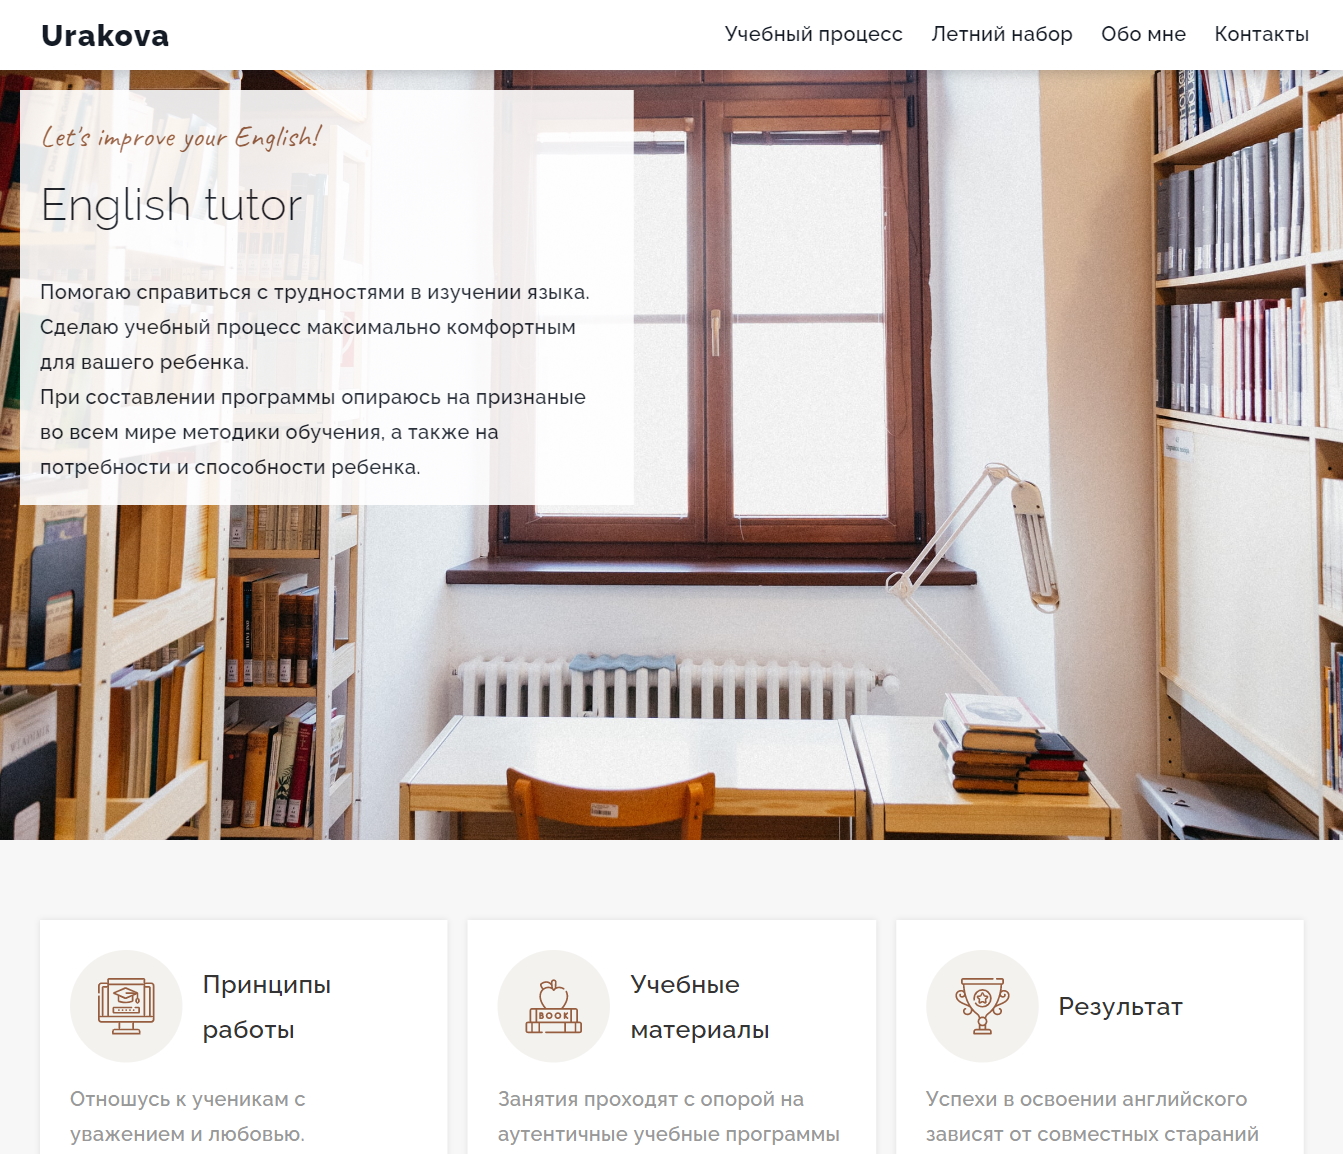 Urakova
Учебный процесс Летний набор Обо мне Контакты
Let's improve your English!
English tutor
Помогаю справиться с трудностями в изучении языка.
Сделаю учебный процесс максимально комфортным
для вашего ребенка.
При составлении программы опираюсь на признаные
во всем мире методики обучения, а также на
потребности и способности ребенка.
Принципы
работы
Отношусь к ученикам с
уважением и любовью.
BOOK
Учебные
материалы
Занятия проходят с опорой на
аутентичные учебные программы
Результат
Успехи в освоении английского
зависят от совместных стараний